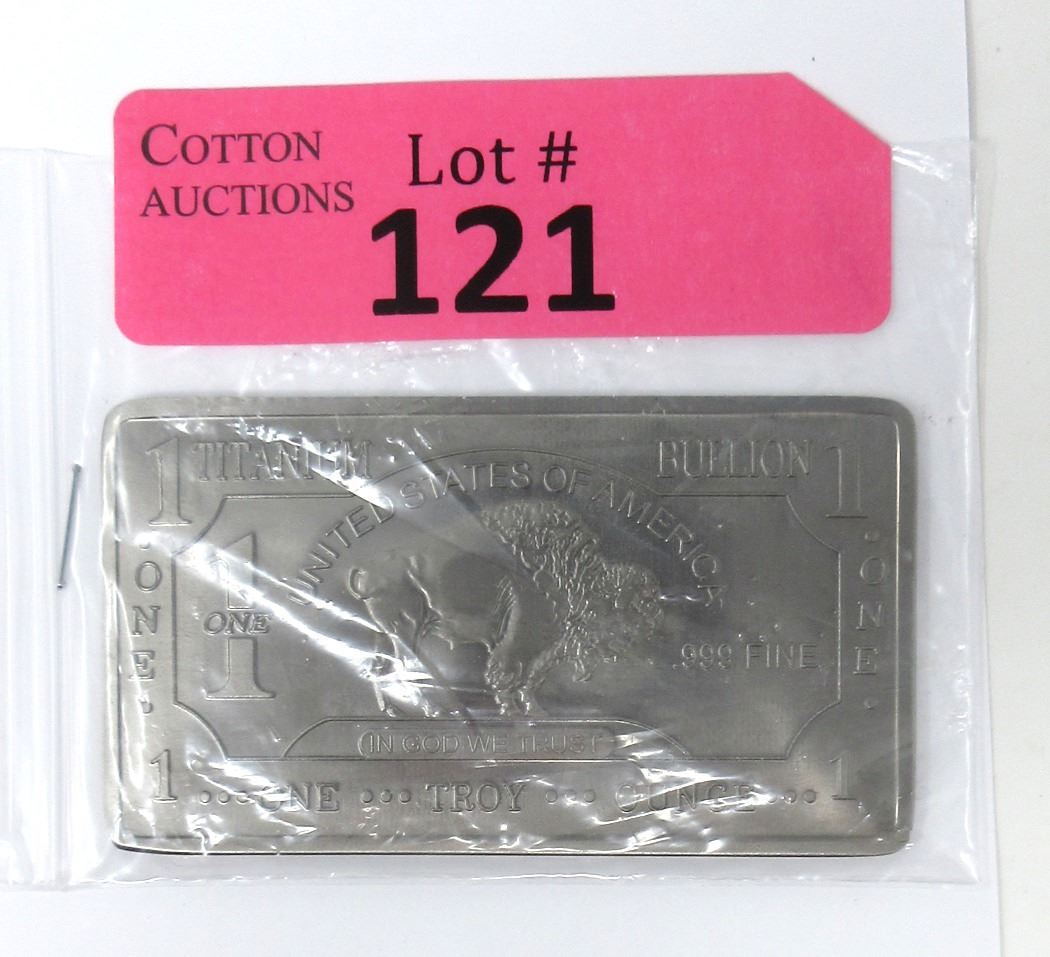 COTTON
AUCTIONS
Lot #
121
1 TITANIUM BULLION 1
UNITED STATES OF AMERICA
ONE
1
ONE
ONE
.999 FINE
IN GOD WE TRUST
1 ••• ONE ••• TROY ••• OUNCE ••• 1